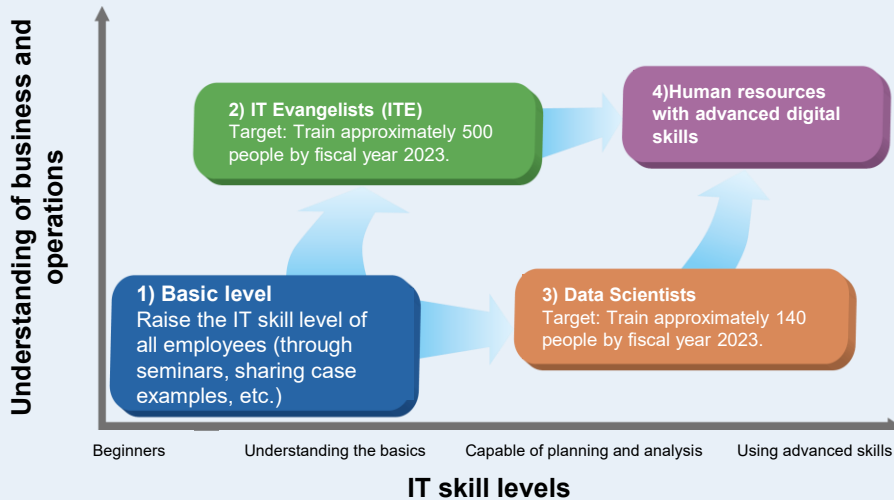 Understanding of business and
operations
2) IT Evangelists (ITE)
Target: Train approximately 500
people by fiscal year 2023.
4)Human resources
with advanced digital
skills
1) Basic level
Raise the IT skill level of
all employees (through
seminars, sharing case
examples, etc.)
3) Data Scientists
Target: Train approximately 140
people by fiscal year 2023.
Beginners
Understanding the basics
Capable of planning and analysis
Using advanced skills
IT skill levels